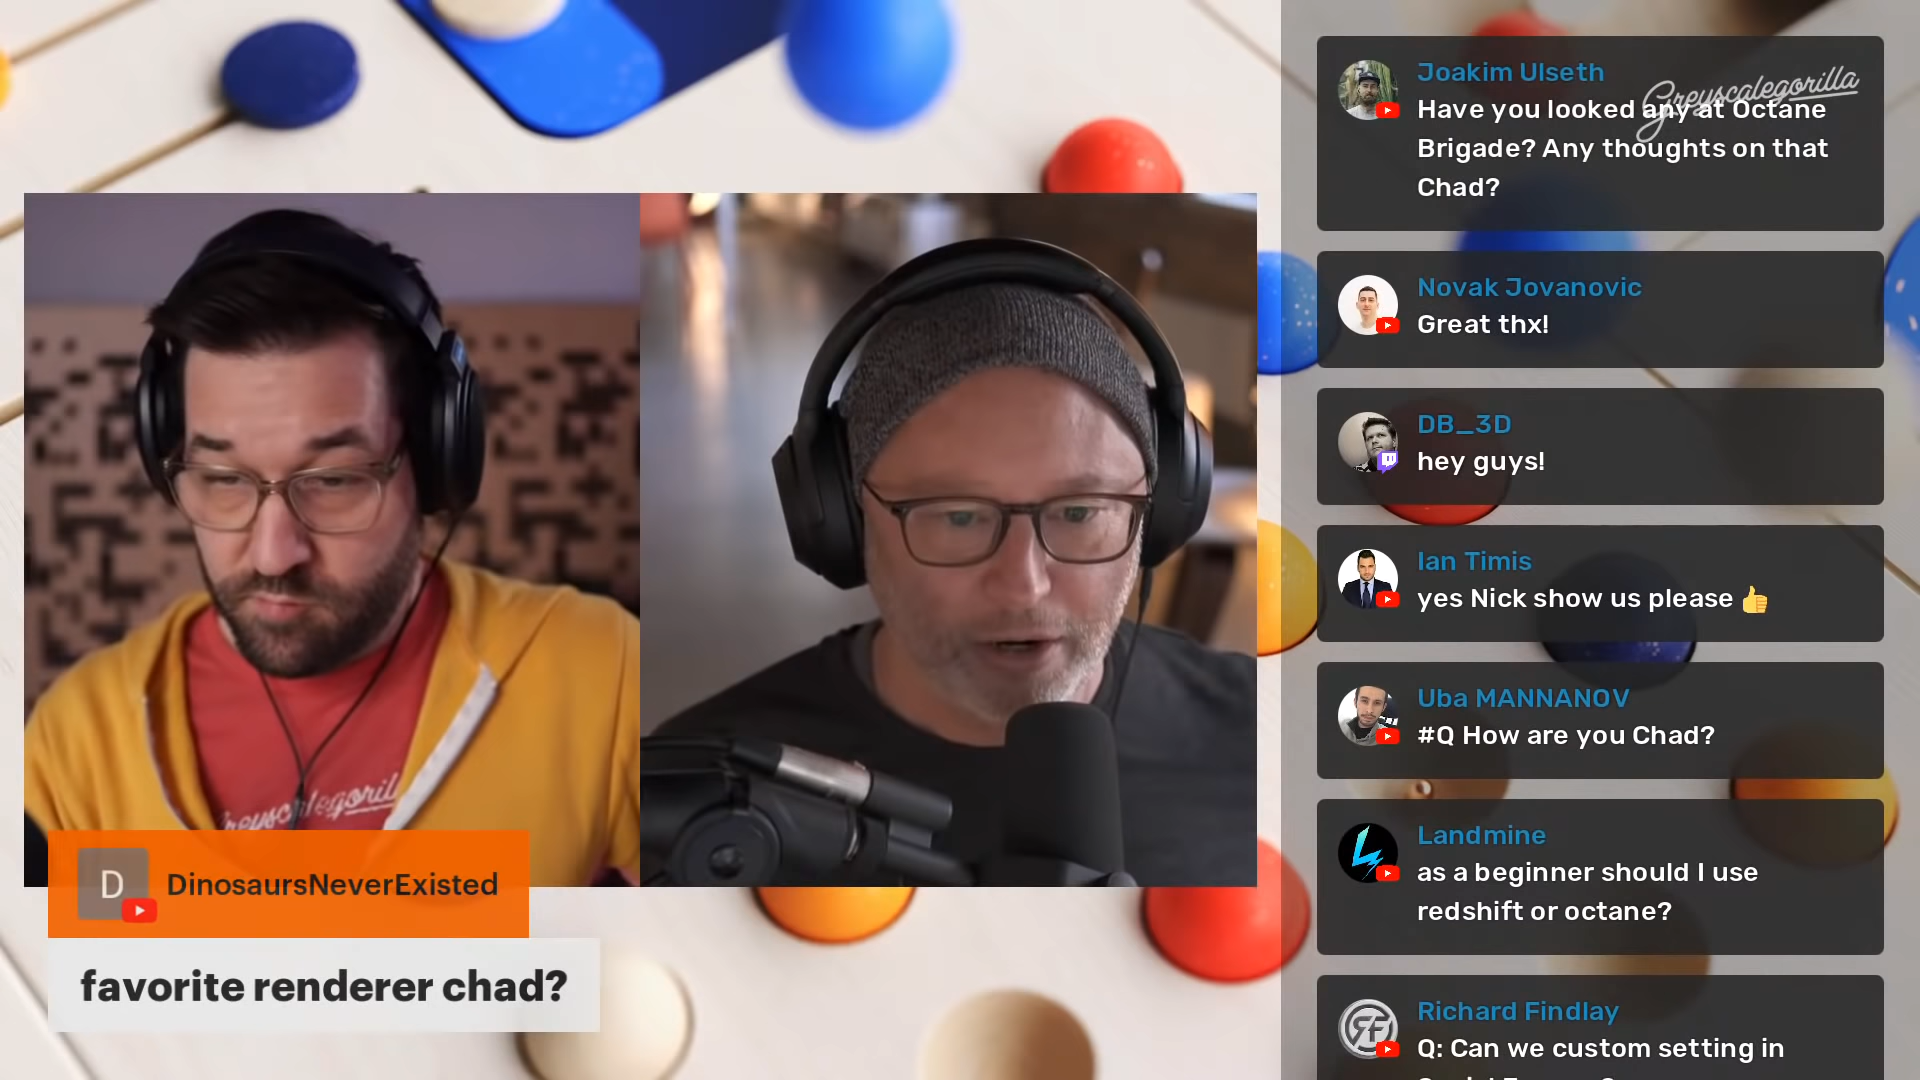 Greyscalegorilla
Joakim Ulseth
Have you looked any at Octane
Brigade? Any thoughts on that
Chad?
Novak Jovanovic
Great thx!
DB_3D
hey guys!
Ian Timis
yes Nick show us please 👍
Uba MANNANOV
#Q How are you Chad?
Landmine
as a beginner should I use
redshift or octane?
Richard Findlay
Q: Can we custom setting in
greyscalegorill
D DinosaursNeverExisted
favorite renderer chad?
RF